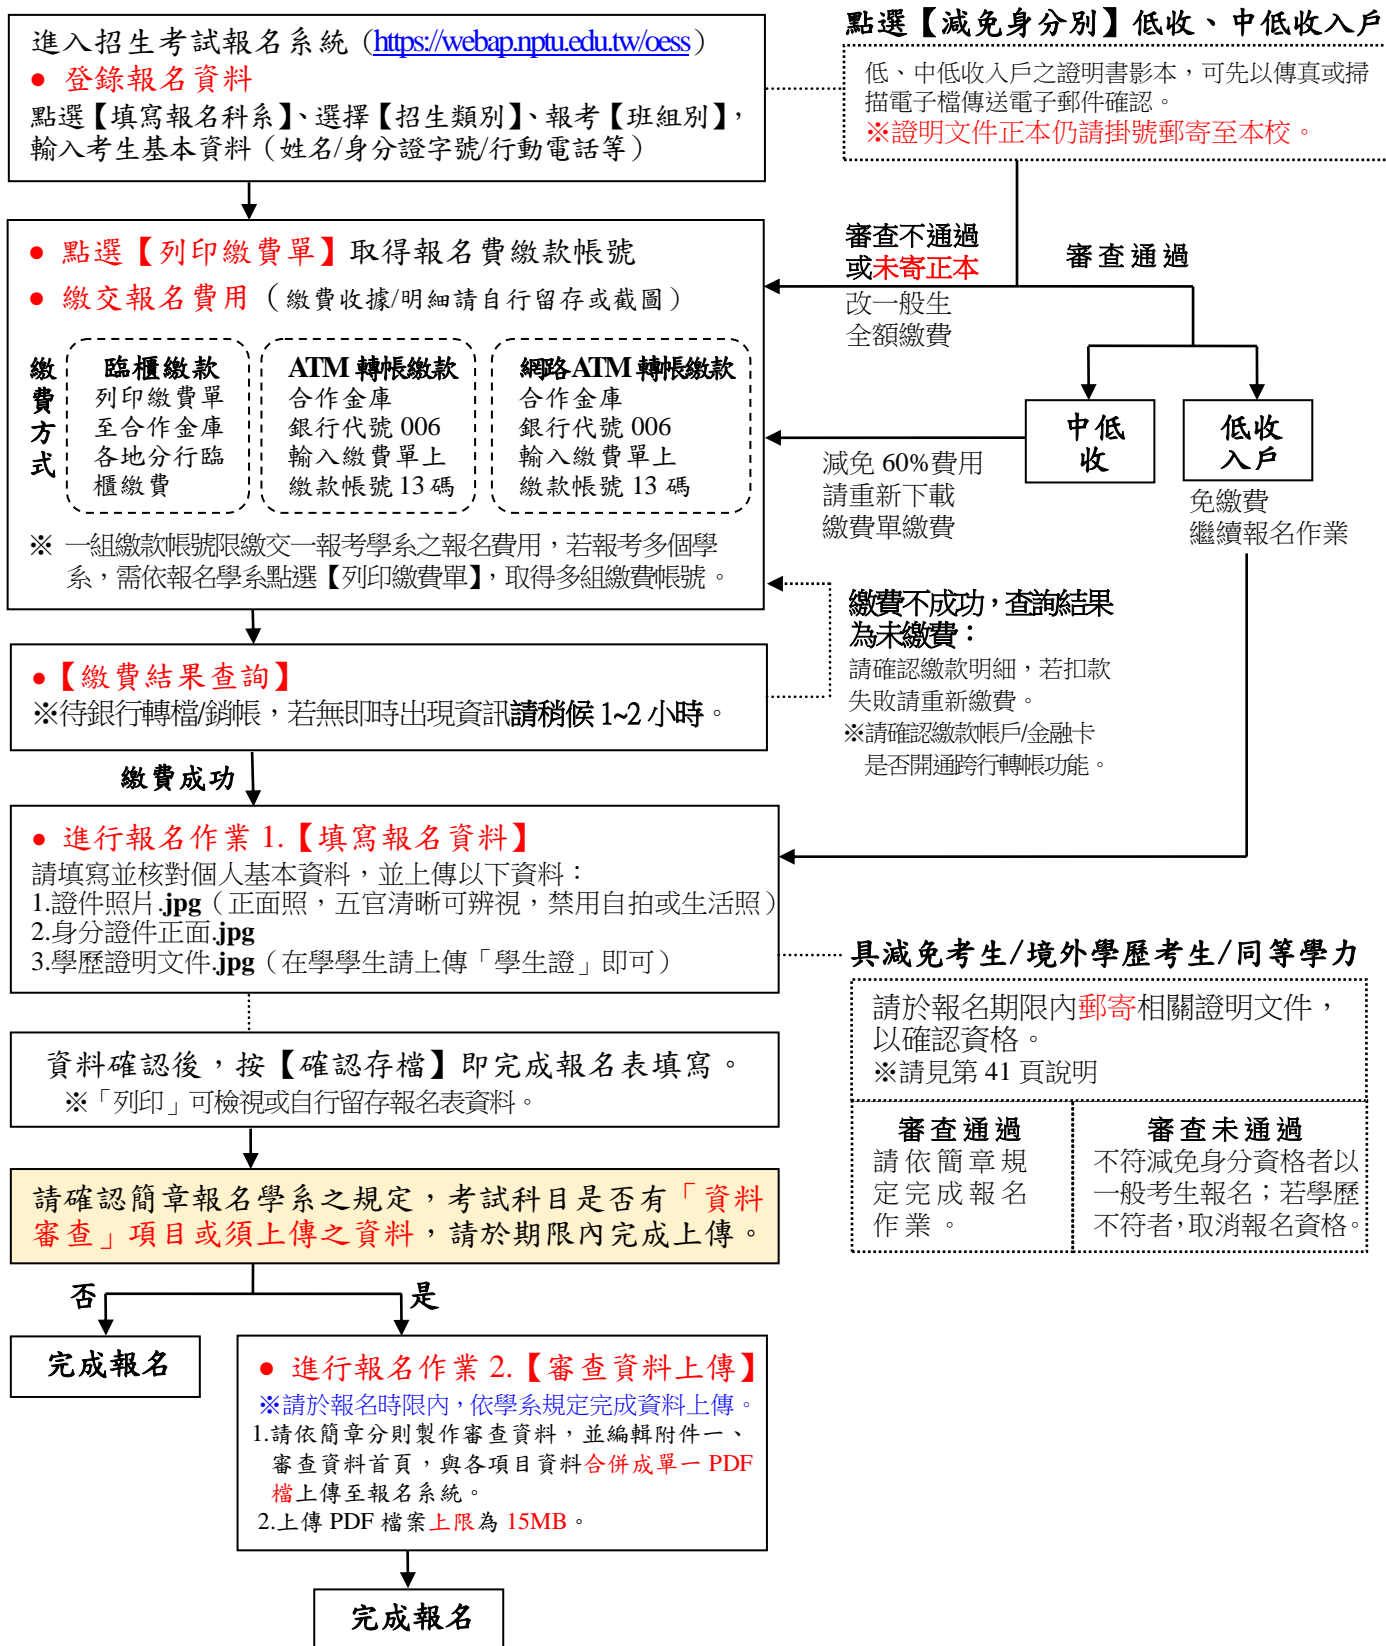 進入招生考試報名系統（https://webap.nptu.edu.tw/oess）
● 登錄報名資料
點選【填寫報名科系】、選擇【招生類別】、報考【班組別】，
輸入考生基本資料（姓名/身分證字號/行動電話等）
點選【減免身分別】低收、中低收入戶
低、中低收入戶之證明書影本，可先以傳真或掃
描電子檔傳送電子郵件確認。
※證明文件正本仍請掛號郵寄至本校。
● 點選【列印繳費單】取得報名費繳款帳號
● 繳交報名費用（繳費收據/明細請自行留存或截圖）
繳費方式
臨櫃繳款
列印繳費單
至合作金庫
各地分行臨
櫃繳費
ATM 轉帳繳款
合作金庫
銀行代號 006
輸入繳費單上
繳款帳號 13 碼
網路ATM 轉帳繳款
合作金庫
銀行代號 006
輸入繳費單上
繳款帳號 13 碼
※ 一組繳款帳號限繳交一報考學系之報名費用，若報考多個學
系，需依報名學系點選【列印繳費單】，取得多組繳費帳號。
審查不通過
或未寄正本
改一般生
全額繳費
審查通過
中低
收
低收
入戶
減免 60%費用
請重新下載
繳費單繳費
免繳費
繼續報名作業
●【繳費結果查詢】
※待銀行轉檔/銷帳，若無即時出現資訊請稍候 1~2 小時。
繳費不成功，查詢結果
為未繳費：
請確認繳款明細，若扣款
失敗請重新繳費。
※請確認繳款帳戶/金融卡
是否開通跨行轉帳功能。
繳費成功
● 進行報名作業 1.【填寫報名資料】
請填寫並核對個人基本資料，並上傳以下資料：
1.證件照片.jpg（正面照，五官清晰可辨視，禁用自拍或生活照）
2.身分證件正面.jpg
3.學歷證明文件.jpg（在學學生請上傳「學生證」即可）
具減免考生/境外學歷考生/同等學力
請於報名期限內郵寄相關證明文件，
以確認資格。
※請見第 41 頁說明
審查通過
請依簡章規
定完成報名
作業。
審查未通過
不符減免身分資格者以
一般考生報名；若學歷
不符者，取消報名資格。
資料確認後，按【確認存檔】即完成報名表填寫。
※「列印」可檢視或自行留存報名表資料。
請確認簡章報名學系之規定，考試科目是否有「資料
審查」項目或須上傳之資料，請於期限內完成上傳。
否
是
完成報名
● 進行報名作業 2.【審查資料上傳】
※請於報名時限內，依學系規定完成資料上傳。
1.請依簡章分則製作審查資料，並編輯附件一、
審查資料首頁，與各項目資料合併成單一 PDF
檔上傳至報名系統。
2.上傳 PDF 檔案上限為 15MB。
完成報名